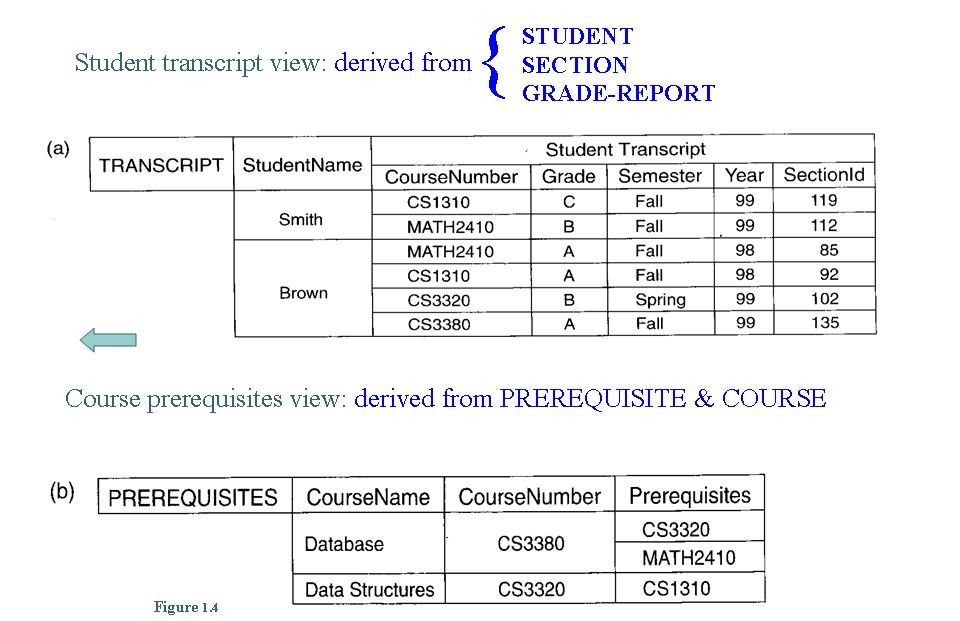 Student transcript view: derived from { STUDENT
SECTION
GRADE-REPORT
(a)
TRANSCRIPT StudentName Student Transcript
CourseNumber Grade Semester Year SectionId
Smith CS1310 C Fall 99 119
MATH2410 B Fall 99 112
Brown MATH2410 A Fall 98 85
CS1310 A Fall 98 92
CS3320 B Spring 99 102
CS3380 A Fall 99 135
Course prerequisites view: derived from PREREQUISITE & COURSE
(b)
PREREQUISITES CourseName CourseNumber Prerequisites
Database CS3380 CS3320
MATH2410
Data Structures CS3320 CS1310
Figure 1.4